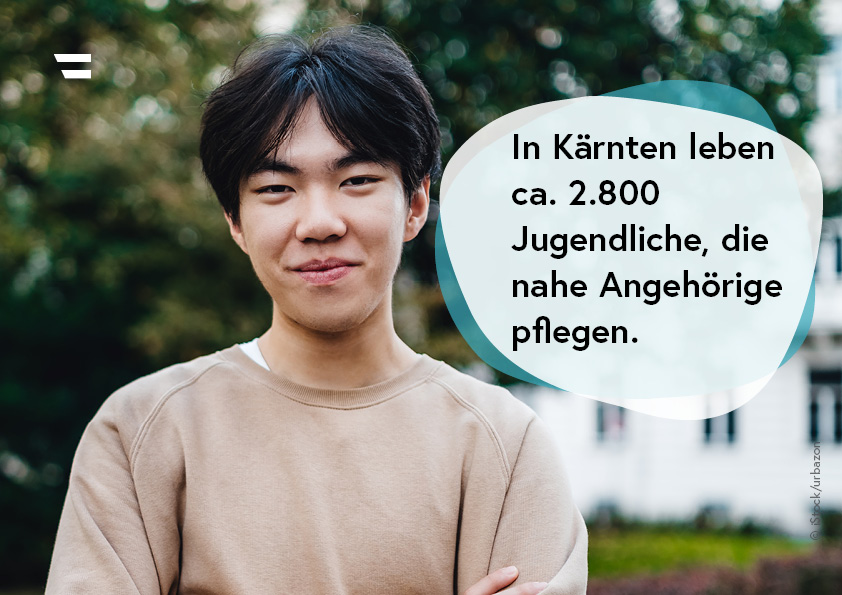 In Kärnten leben
ca. 2.800
Jugendliche, die
nahe Angehörige
pflegen.
© iStock/urbazon